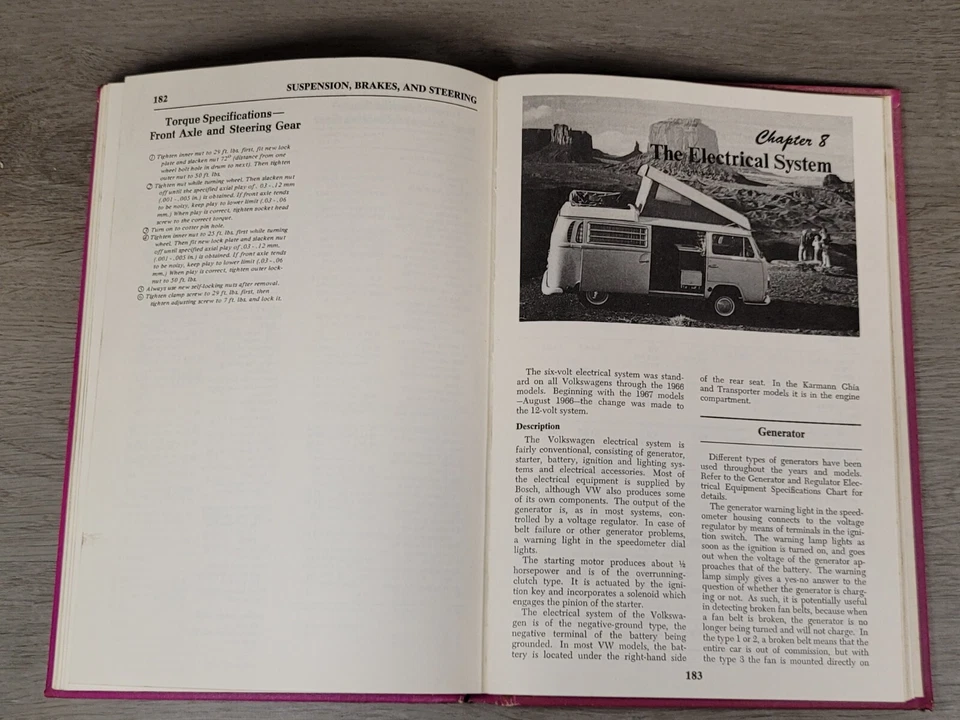 182
SUSPENSION, BRAKES, AND STEERING
Torque Specifications—
Front Axle and Steering Gear
① Tighten inner nut to 29 ft. lbs. first, fit new lock
plate and slacken nut 72° (distance from one
wheel bolt hole in drum to next). Then tighten
outer nut to 50 ft. lbs.
② Tighten nut while turning wheel. Then slacken nut
off until the specified axial play of .03-.12 mm
(.001-.005 in.) is obtained. If front axle tends
to be noisy, keep play to lower limit (.03-.06
mm.) When play is correct, tighten socket head
screw to the correct torque.
③ Turn on to cotter pin hole.
④ Tighten inner nut to 25 ft. lbs. first while turning
wheel. Then fit new lock plate and slacken nut
off until specified axial play of .03-.12 mm.
(.001-.005 in.) is obtained. If front axle tends
to be noisy, keep play to lower limit (.03-.06
mm.) When play is correct, tighten outer lock-
nut to 50 ft. lbs.
⑤ Always use new self-locking nuts after removal.
⑥ Tighten clamp screw to 29 ft. lbs. first, then
tighten adjusting screw to 7 ft. lbs. and lock it.
Chapter 8
The Electrical System
The six-volt electrical system was stand-
ard on all Volkswagens through the 1966
models. Beginning with the 1967 models
—August 1966—the change was made to
the 12-volt system.
Description
The Volkswagen electrical system is
fairly conventional, consisting of generator,
starter, battery, ignition and lighting sys-
tems and electrical accessories. Most of
the electrical equipment is supplied by
Bosch, although VW also produces some
of its own components. The output of the
generator is, as in most systems, con-
trolled by a voltage regulator. In case of
belt failure or other generator problems,
a warning light in the speedometer dial
lights.
The starting motor produces about ½
horsepower and is of the overrunning-
clutch type. It is actuated by the igni-
tion key and incorporates a solenoid which
engages the pinion of the starter.
The electrical system of the Volkswa-
gen is of the negative-ground type, the
negative terminal of the battery being
grounded. In most VW models, the bat-
tery is located under the right-hand side
of the rear seat. In the Karmann Ghia
and Transporter models it is in the engine
compartment.
Generator
Different types of generators have been
used throughout the years and models.
Refer to the Generator and Regulator Elec-
trical Equipment Specifications Chart for
details.
The generator warning light in the speed-
ometer housing connects to the voltage
regulator by means of terminals in the igni-
tion switch. The warning lamp lights as
soon as the ignition is turned on, and goes
out when the voltage of the generator ap-
proaches that of the battery. The warning
lamp simply gives a yes-no answer to the
question of whether the generator is charg-
ing or not. As such, it is potentially useful
in detecting broken fan belts, because when
a fan belt is broken, the generator is no
longer being turned and will not charge. In
the type 1 or 2, a broken belt means that the
entire car is out of commission, but with
the type 3 the fan is mounted directly on
183